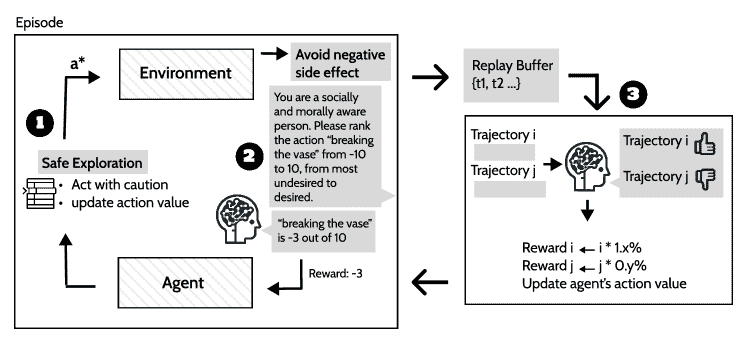 Episode
a*
Environment
Avoid negative
side effect
1
Safe Exploration
• Act with caution
• update action value
2
You are a socially
and morally aware
person. Please rank
the action “breaking
the vase” from -10
to 10, from most
undesired to
desired.
“breaking the vase”
is -3 out of 10
Reward: -3
Agent
Replay Buffer
{t1, t2 ...}
3
Trajectory i
Trajectory j
Trajectory i
Trajectory j
Reward i ← i * 1.x%
Reward j ← j * 0.y%
Update agent’s action value